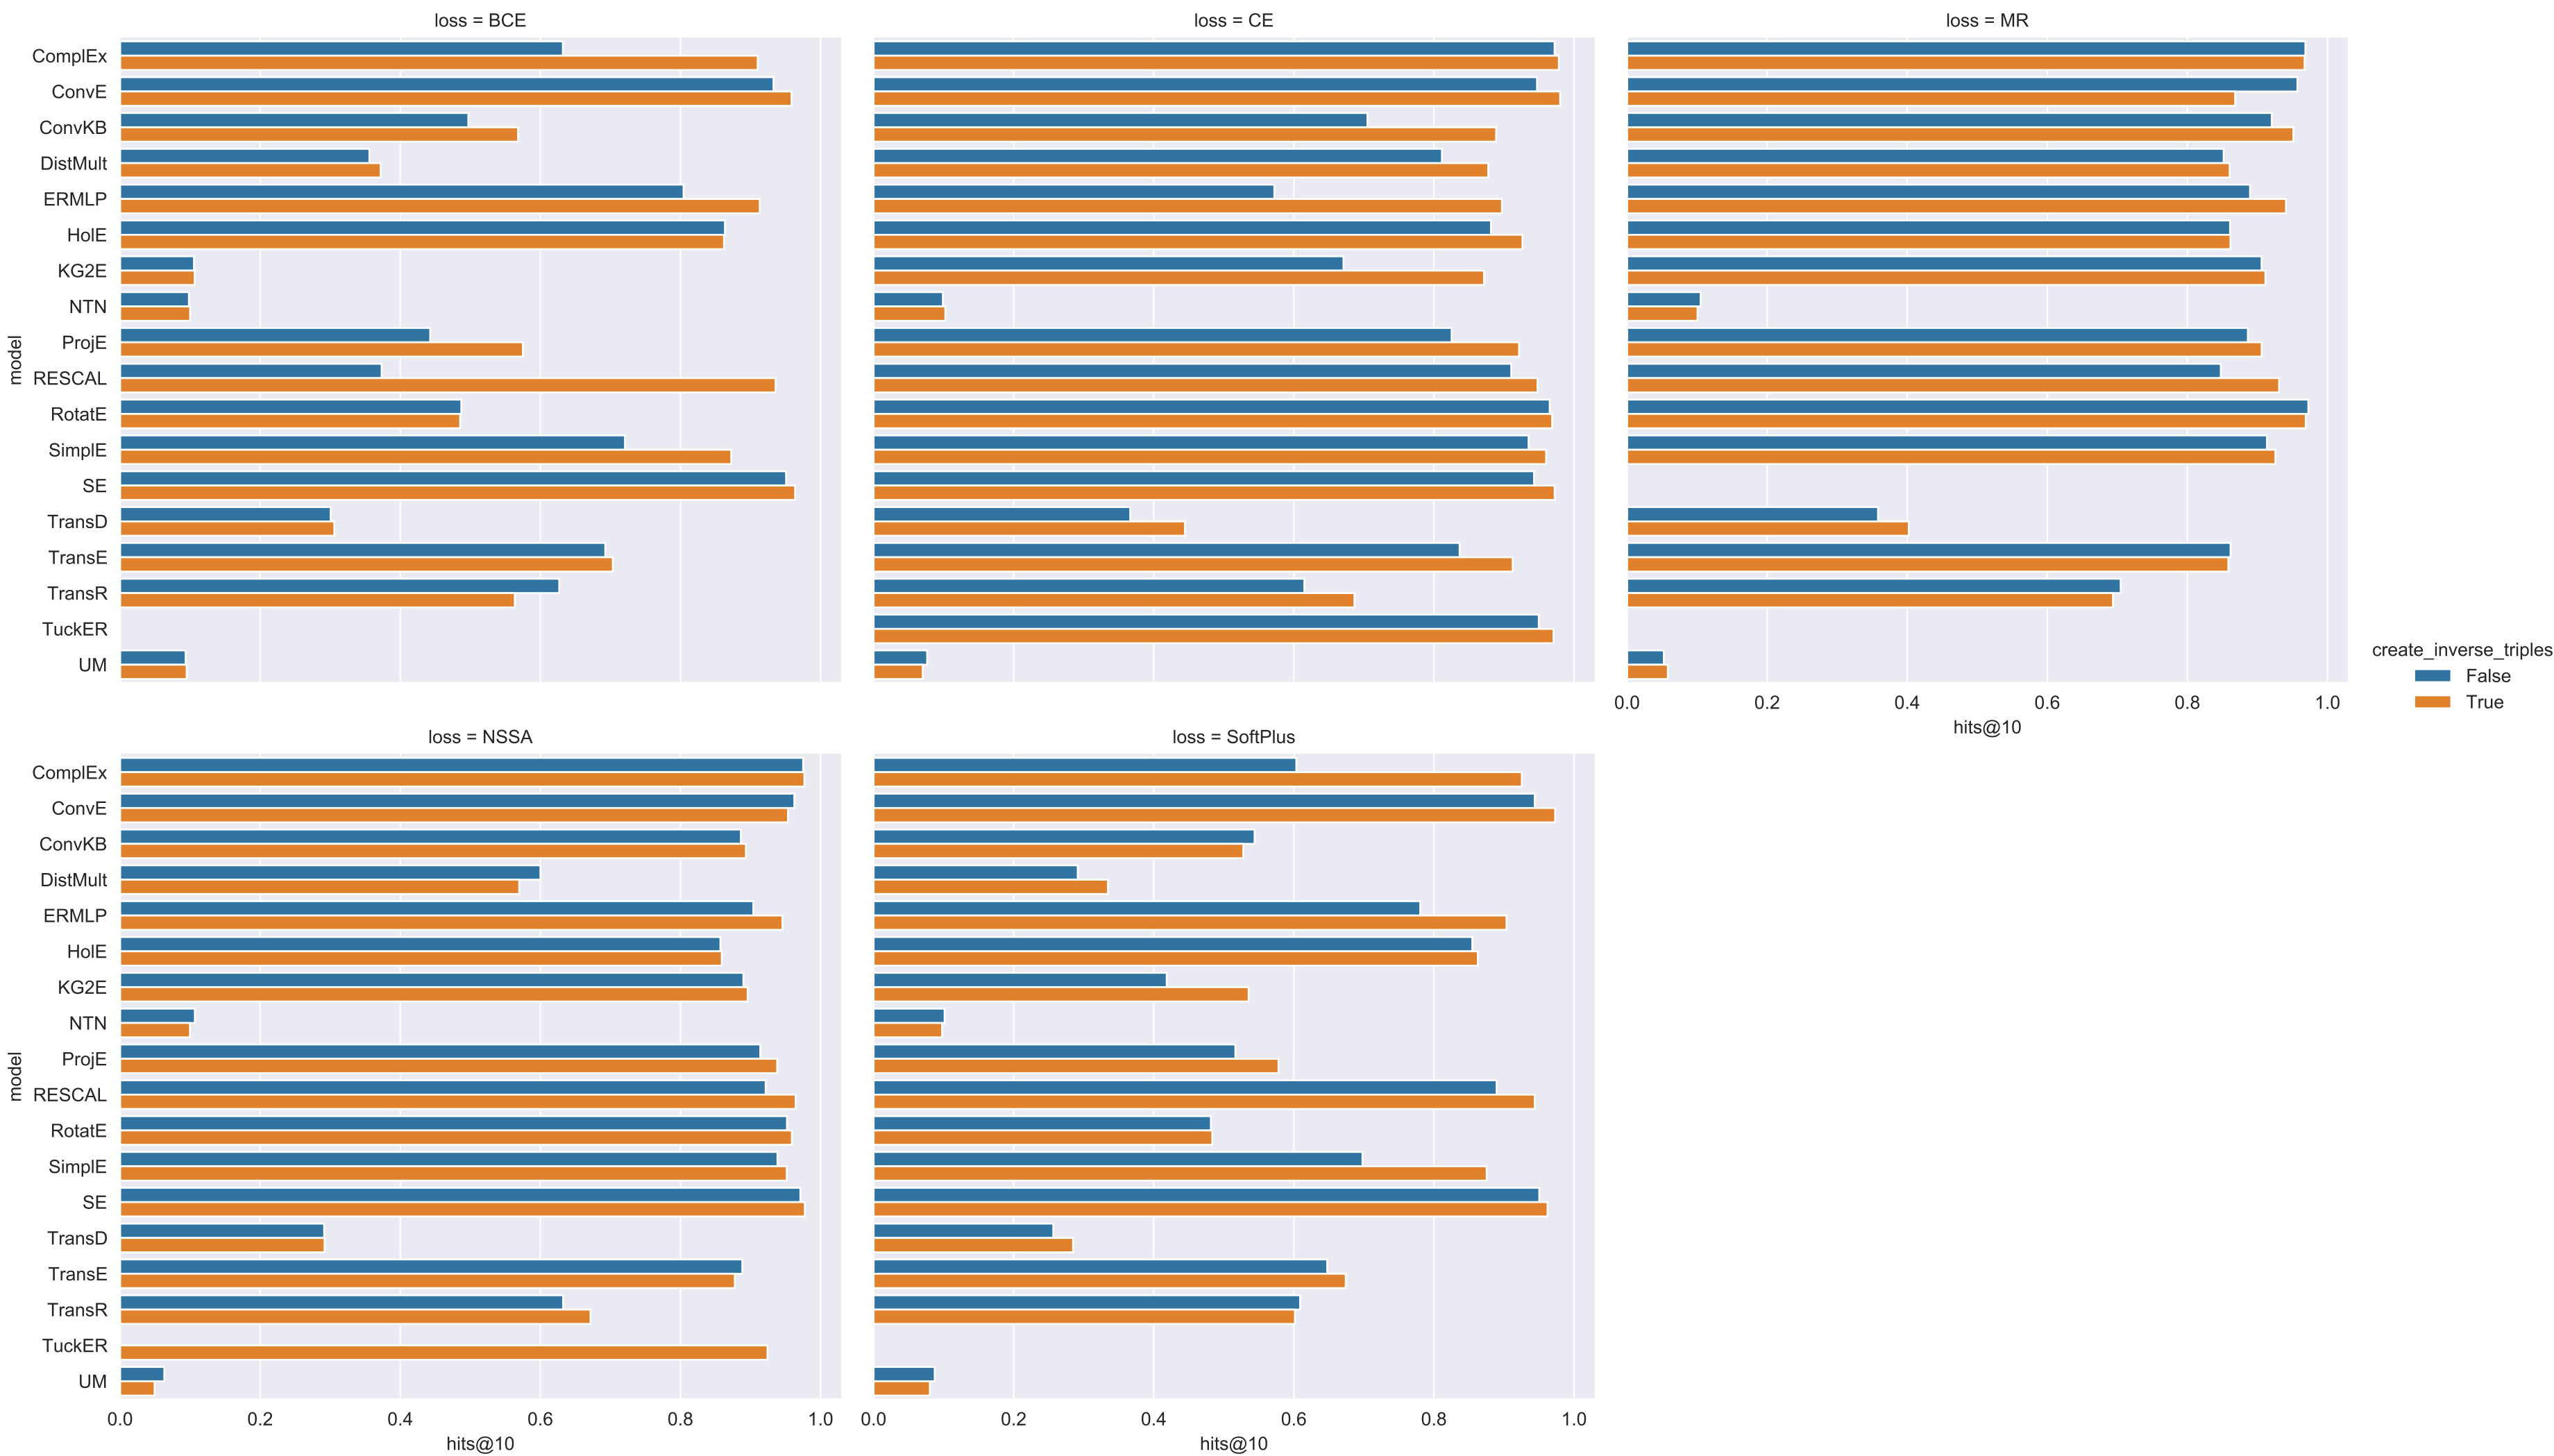 loss = BCE
loss = CE
loss = MR
model
ComplEx
ConvE
ConvKB
DistMult
ERMLP
HolE
KG2E
NTN
ProjE
RESCAL
RotatE
SimplE
SE
TransD
TransE
TransR
TuckER
UM
0.0 0.2 0.4 0.6 0.8 1.0
hits@10
create_inverse_triples
False
True
loss = NSSA
loss = SoftPlus
model
ComplEx
ConvE
ConvKB
DistMult
ERMLP
HolE
KG2E
NTN
ProjE
RESCAL
RotatE
SimplE
SE
TransD
TransE
TransR
TuckER
UM
0.0 0.2 0.4 0.6 0.8 1.0
hits@10
0.0 0.2 0.4 0.6 0.8 1.0
hits@10